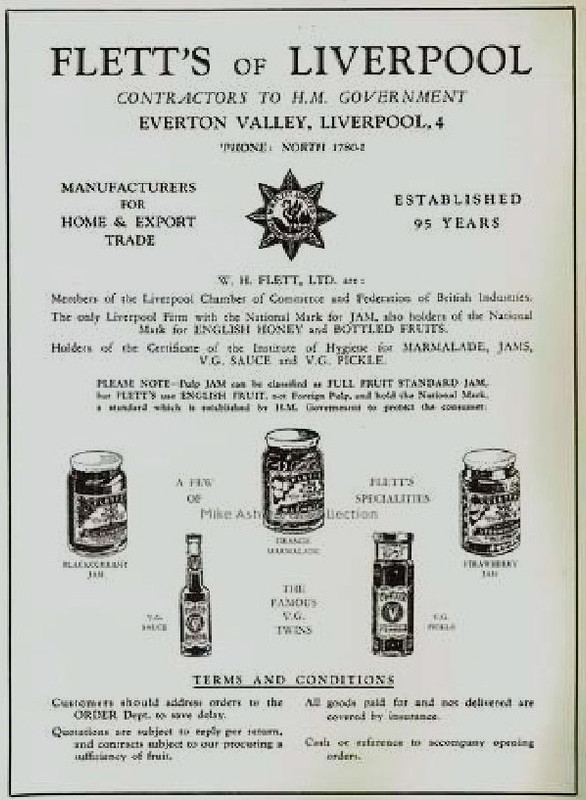 FLETT'S OF LIVERPOOL
CONTRACTORS TO H.M. GOVERNMENT
EVERTON VALLEY, LIVERPOOL, 4
'PHONE: NORTH 1780-1
MANUFACTURERS
FOR
HOME & EXPORT
TRADE
ESTABLISHED
95 YEARS
W. H. FLETT, LTD. are:
Members of the Liverpool Chamber of Commerce and Federation of British Industries.
The only Liverpool Firm with the National Mark for JAM, also holders of the National
Mark for ENGLISH HONEY and BOTTLED FRUITS.
Holders of the Certificate of the Institute of Hygiene for MARMALADE, JAMS,
V.G. SAUCE and V.G. PICKLE.
PLEASE NOTE—Pulp JAM can be classified as FULL FRUIT STANDARD JAM,
but FLETT'S use ENGLISH FRUIT, not Foreign Pulp, and hold the National Mark,
a standard which is established by H.M. Government to protect the consumer.
A FEW
OF
FLETT'S
SPECIALITIES
Mike Ash Collection
BLACKCURRANT
JAM
ORANGE
MARMALADE
STRAWBERRY
JAM
V.G.
SAUCE
THE
FAMOUS
V.G.
TWINS
V.G.
PICKLE
TERMS AND CONDITIONS
Customers should address orders to the
ORDER Dept. to save delay.
Quotations are subject to reply per return,
and contracts subject to our procuring a
sufficiency of fruit.
All goods paid for and not delivered are
covered by insurance.
Cash or reference to accompany opening
orders.